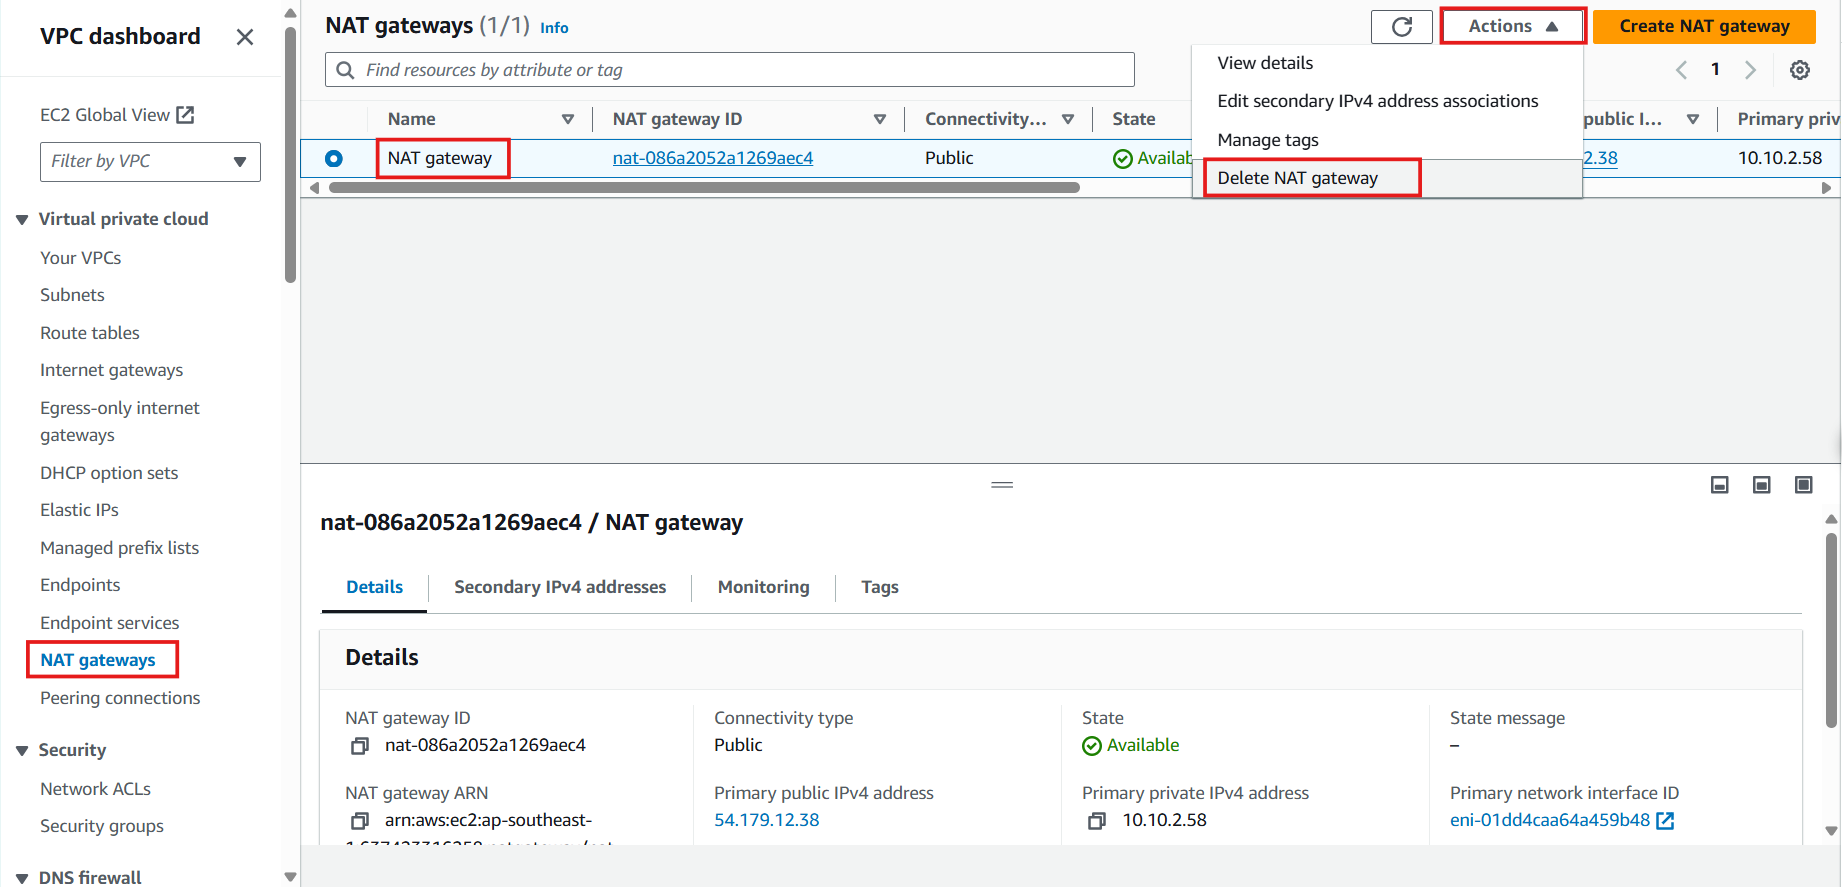 VPC dashboard
EC2 Global View
Filter by VPC
Virtual private cloud
Your VPCs
Subnets
Route tables
Internet gateways
Egress-only internet
gateways
DHCP option sets
Elastic IPs
Managed prefix lists
Endpoints
Endpoint services
NAT gateways
Peering connections
Security
Network ACLs
Security groups
DNS firewall
NAT gateways (1/1) Info
Actions
Create NAT gateway
Find resources by attribute or tag
1
View details
Edit secondary IPv4 address associations
Manage tags
Delete NAT gateway
Name NAT gateway ID Connectivity... State public I... Primary priv
NAT gateway nat-086a2052a1269aec4 Public Availab 2.38 10.10.2.58
nat-086a2052a1269aec4 / NAT gateway
Details Secondary IPv4 addresses Monitoring Tags
Details
NAT gateway ID
nat-086a2052a1269aec4
Connectivity type
Public
State
Available
State message
–
NAT gateway ARN
arn:aws:ec2:ap-southeast-
Primary public IPv4 address
54.179.12.38
Primary private IPv4 address
10.10.2.58
Primary network interface ID
eni-01dd4caa64a459b48